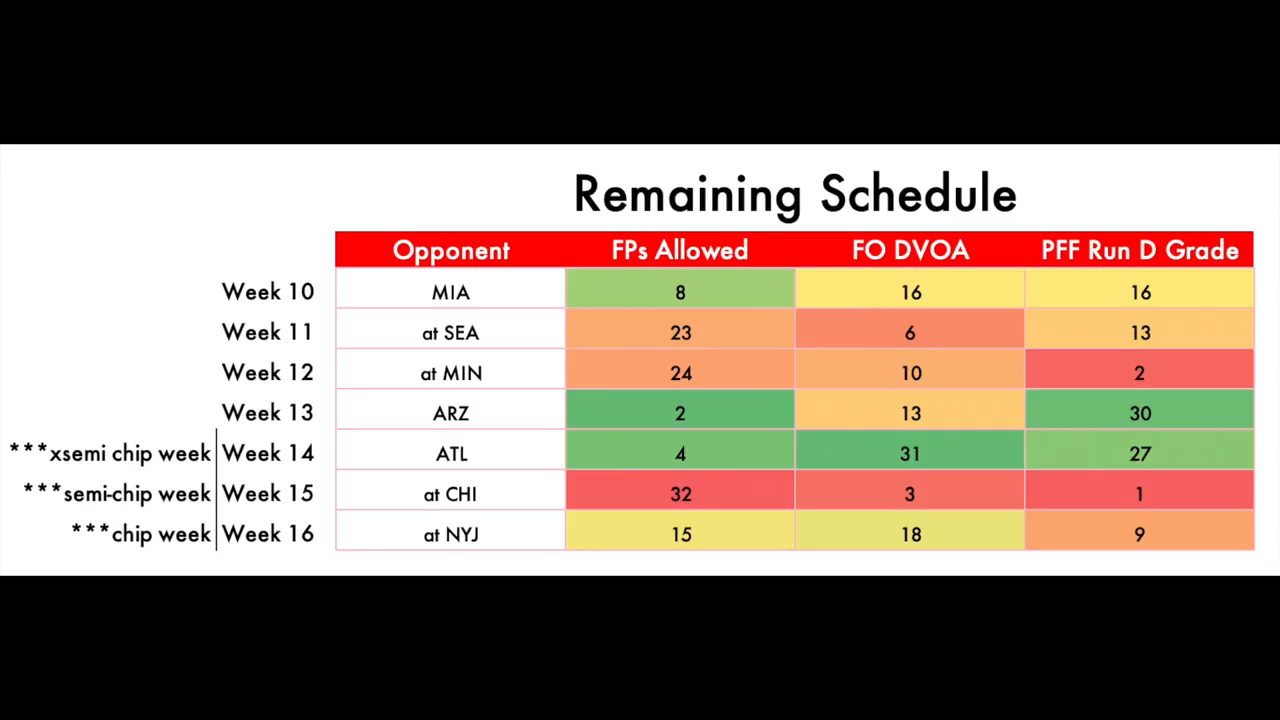 Remaining Schedule
Opponent FPs Allowed FO DVOA PFF Run D Grade
Week 10 MIA 8 16 16
Week 11 at SEA 23 6 13
Week 12 at MIN 24 10 2
Week 13 ARZ 2 13 30
***xsemi chip week Week 14 ATL 4 31 27
***semi-chip week Week 15 at CHI 32 3 1
***chip week Week 16 at NYJ 15 18 9